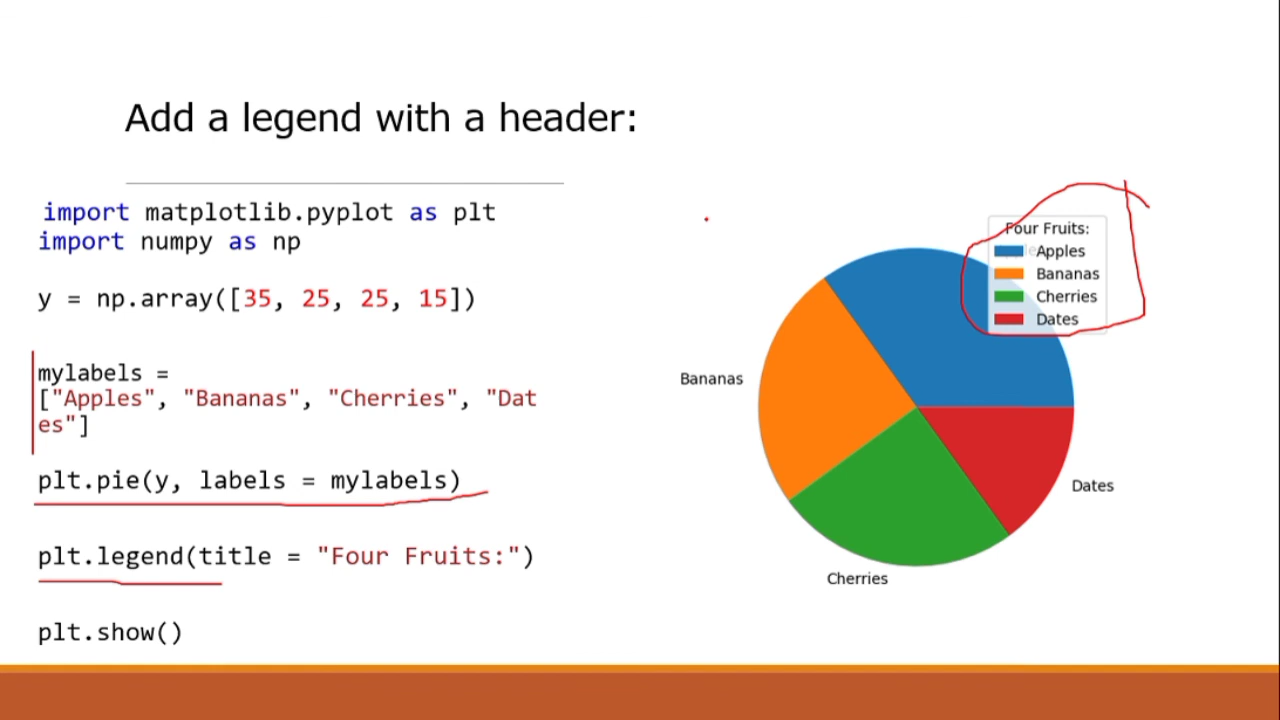 Add a legend with a header:
import matplotlib.pyplot as plt
import numpy as np
y = np.array([35, 25, 25, 15])
mylabels =
["Apples", "Bananas", "Cherries", "Dat
es"]
plt.pie(y, labels = mylabels)
plt.legend(title = "Four Fruits:")
plt.show()
Four Fruits:
Apples
Bananas
Cherries
Dates
Bananas
Dates
Cherries